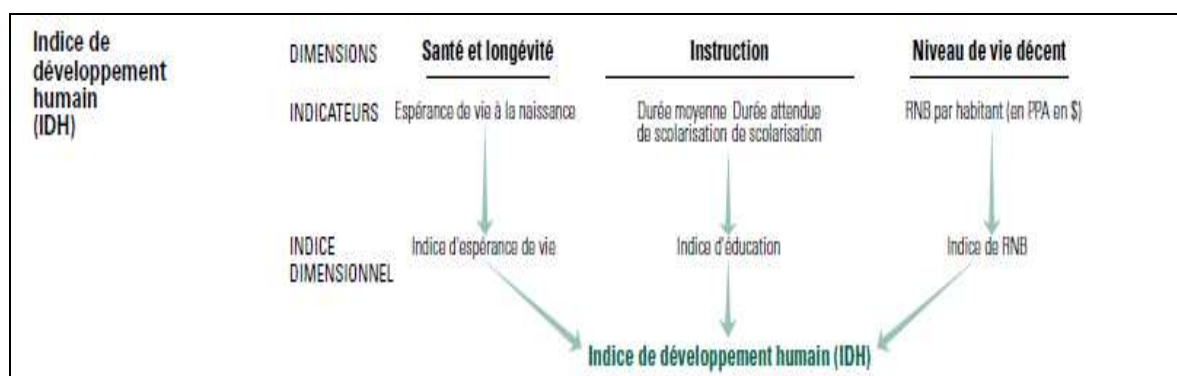 Indice de
développement
humain
(IDH)
DIMENSIONS Santé et longévité Instruction Niveau de vie décent
INDICATEURS Espérance de vie à la naissance Durée moyenne Durée attendue RNB par habitant (en PPA en $)
de scolarisation de scolarisation
INDICE Indice d'espérance de vie Indice d'éducation Indice de RNB
DIMENSIONNEL
Indice de développement humain (IDH)